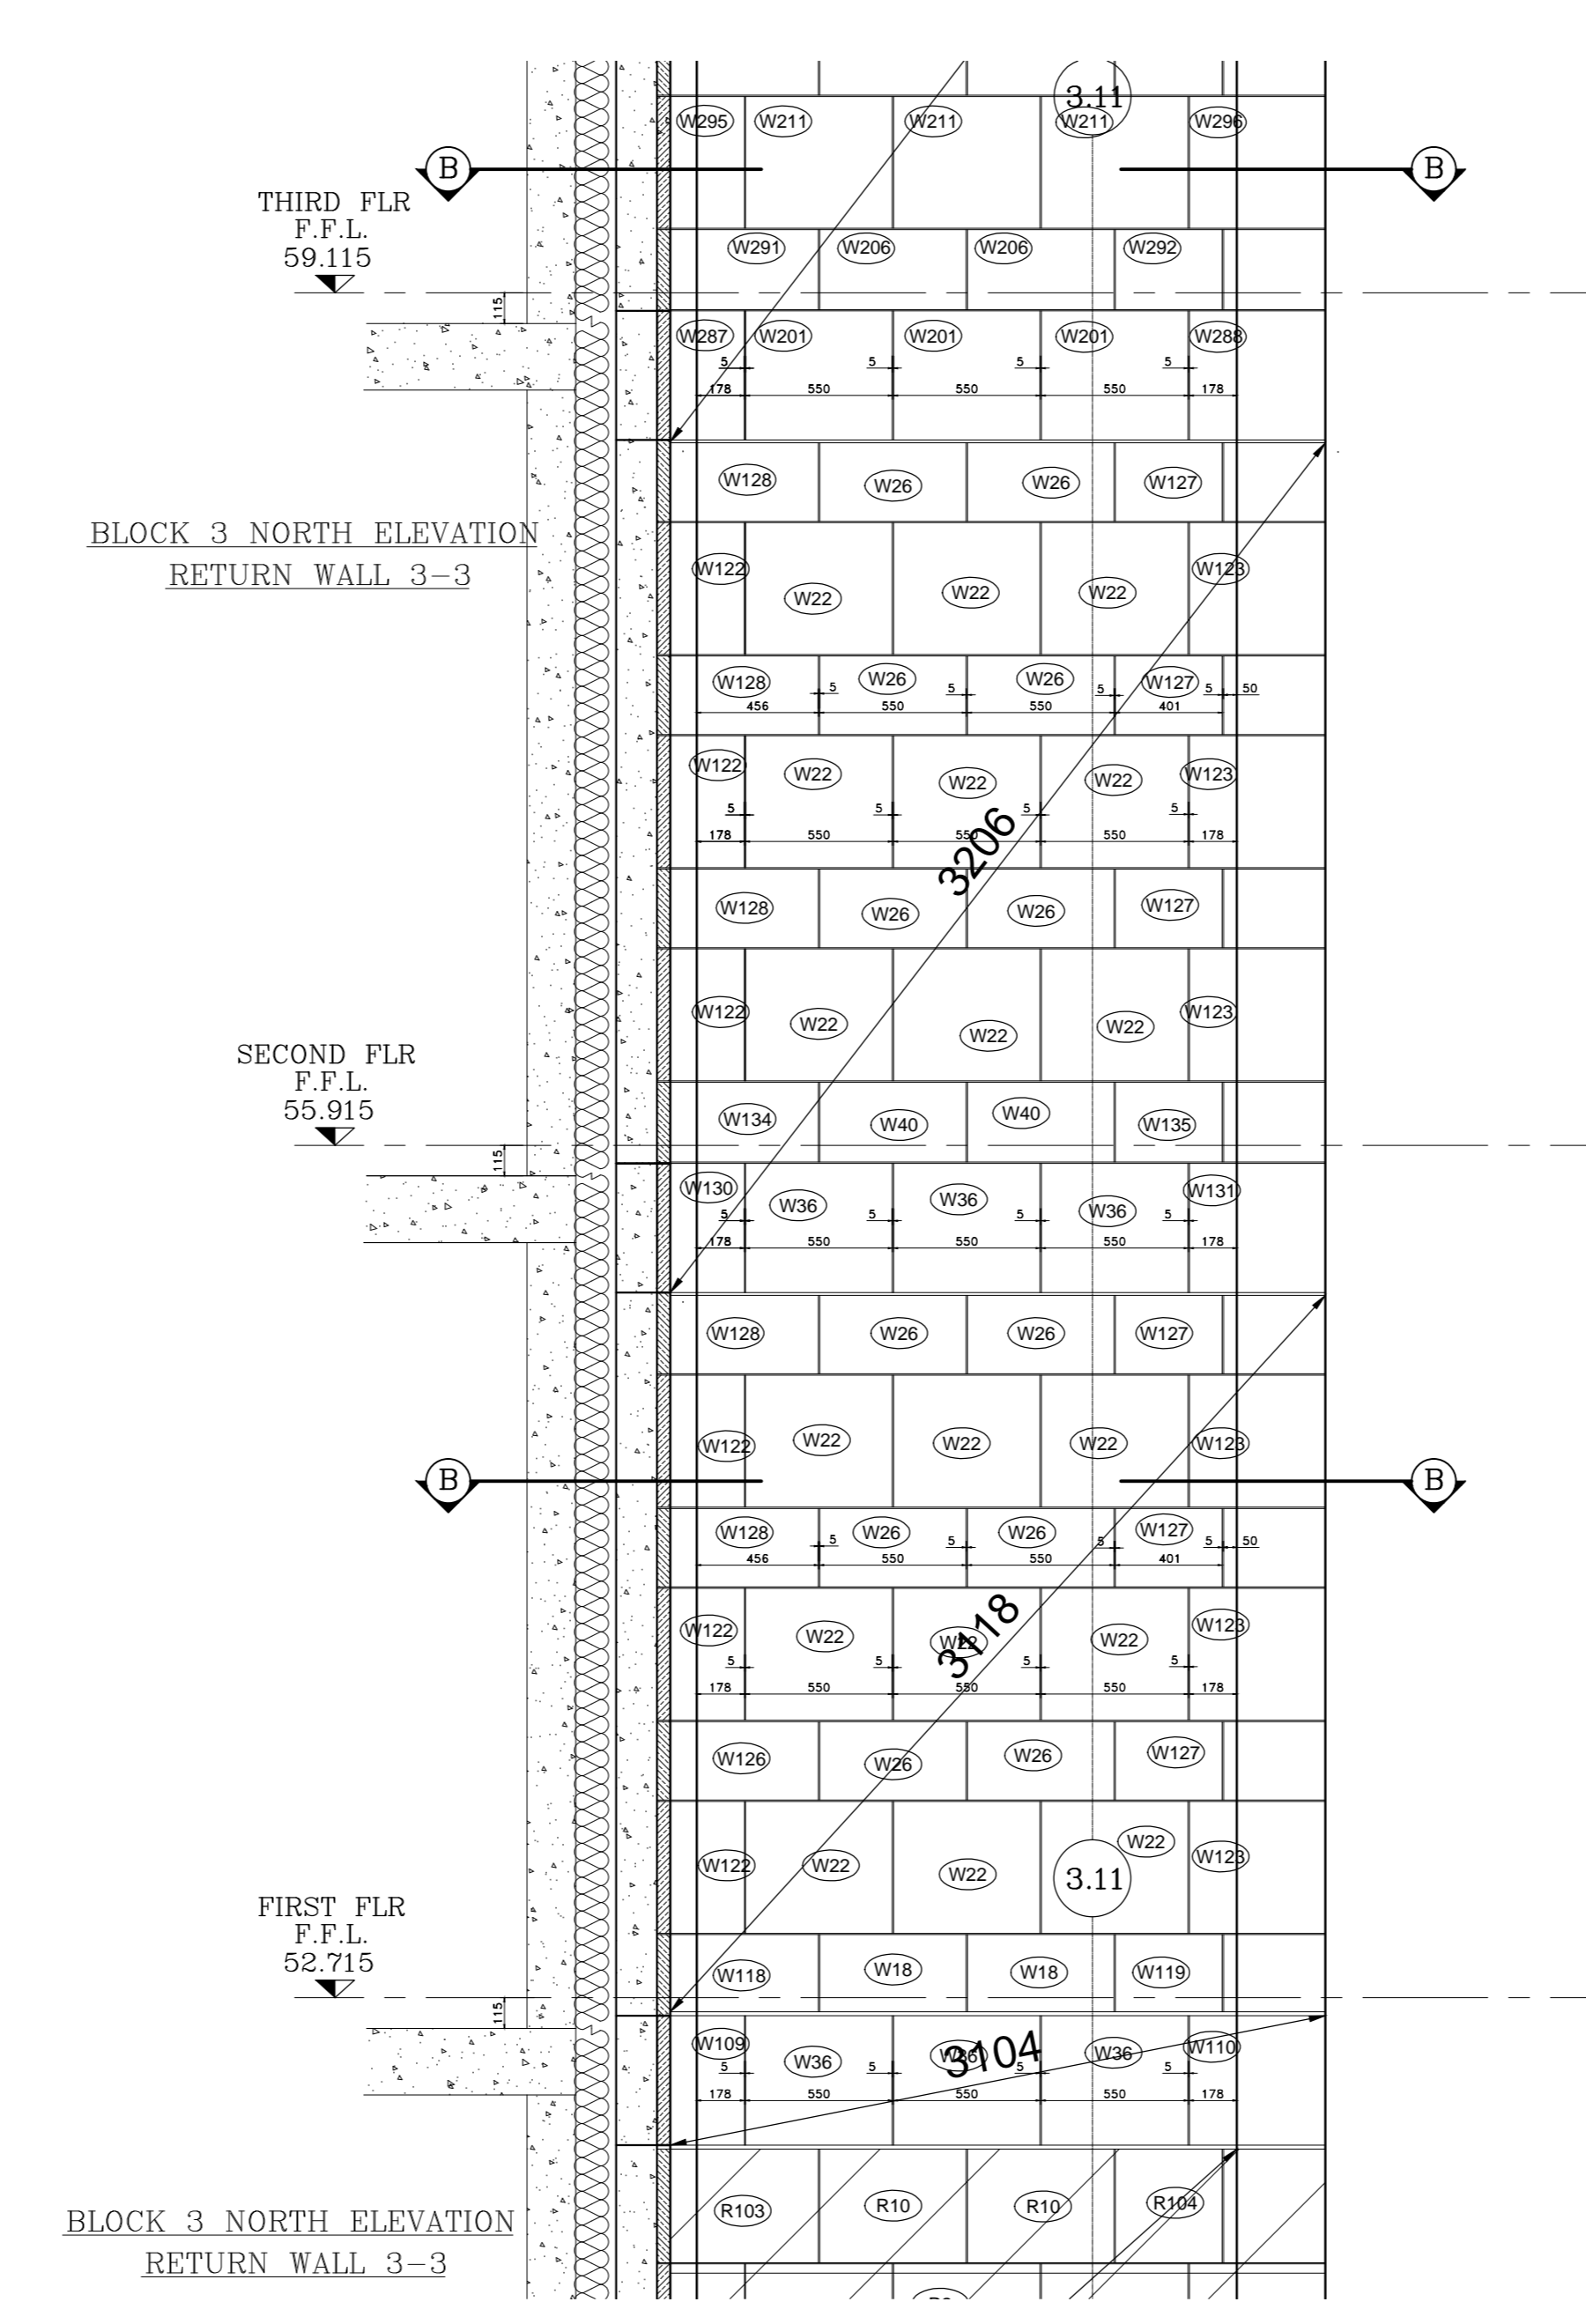 3.11
W295 W211 W211 W211 W296
B B
THIRD FLR
F.F.L.
59.115
W291 W206 W206 W292
115
W287 W201 W201 W201 W288
5 5 5 5
178 550 550 550 178
W128 W26 W26 W127
BLOCK 3 NORTH ELEVATION
RETURN WALL 3-3
W122 W22 W22 W22 W123
W128 W26 W26 W127
5 5 5 5 50
456 550 550 401
W122 W22 W22 W22 W123
5 5 5 5
178 550 550 550 178
3206
W128 W26 W26 W127
W122 W22 W22 W22 W123
SECOND FLR
F.F.L.
55.915
W134 W40 W40 W135
115
W130 W36 W36 W36 W131
5 5 5 5
178 550 550 550 178
W128 W26 W26 W127
W122 W22 W22 W22 W123
B B
W128 W26 W26 W127
5 5 5 5 50
456 550 550 401
3118
W122 W22 W22 W22 W123
5 5 5 5
178 550 550 550 178
W126 W26 W26 W127
W122 W22 W22 W22 W123
3.11
FIRST FLR
F.F.L.
52.715
W118 W18 W18 W119
115
W109 W36 W36 W36 W110
3104
5 5 5 5
178 550 550 550 178
R103 R10 R10 R104
BLOCK 3 NORTH ELEVATION
RETURN WALL 3-3